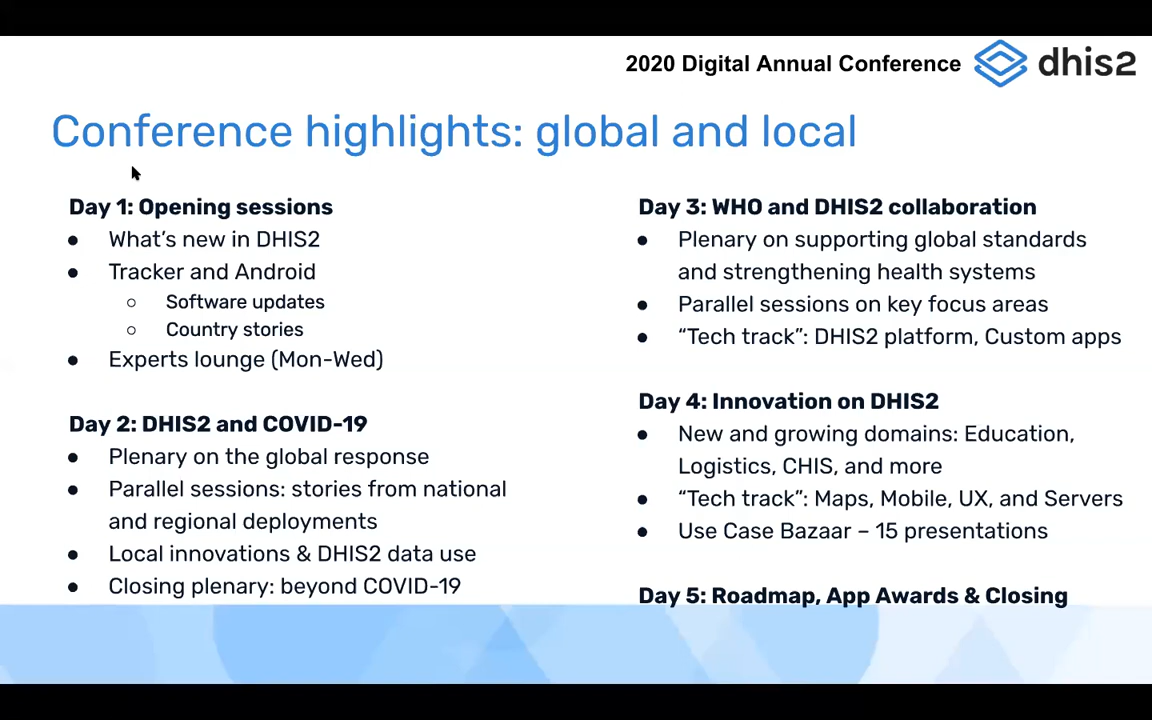 2020 Digital Annual Conference dhis2
Conference highlights: global and local
Day 1: Opening sessions
● What's new in DHIS2
● Tracker and Android
○ Software updates
○ Country stories
● Experts lounge (Mon-Wed)
Day 2: DHIS2 and COVID-19
● Plenary on the global response
● Parallel sessions: stories from national
and regional deployments
● Local innovations & DHIS2 data use
● Closing plenary: beyond COVID-19
Day 3: WHO and DHIS2 collaboration
● Plenary on supporting global standards
and strengthening health systems
● Parallel sessions on key focus areas
● “Tech track”: DHIS2 platform, Custom apps
Day 4: Innovation on DHIS2
● New and growing domains: Education,
Logistics, CHIS, and more
● “Tech track”: Maps, Mobile, UX, and Servers
● Use Case Bazaar – 15 presentations
Day 5: Roadmap, App Awards & Closing